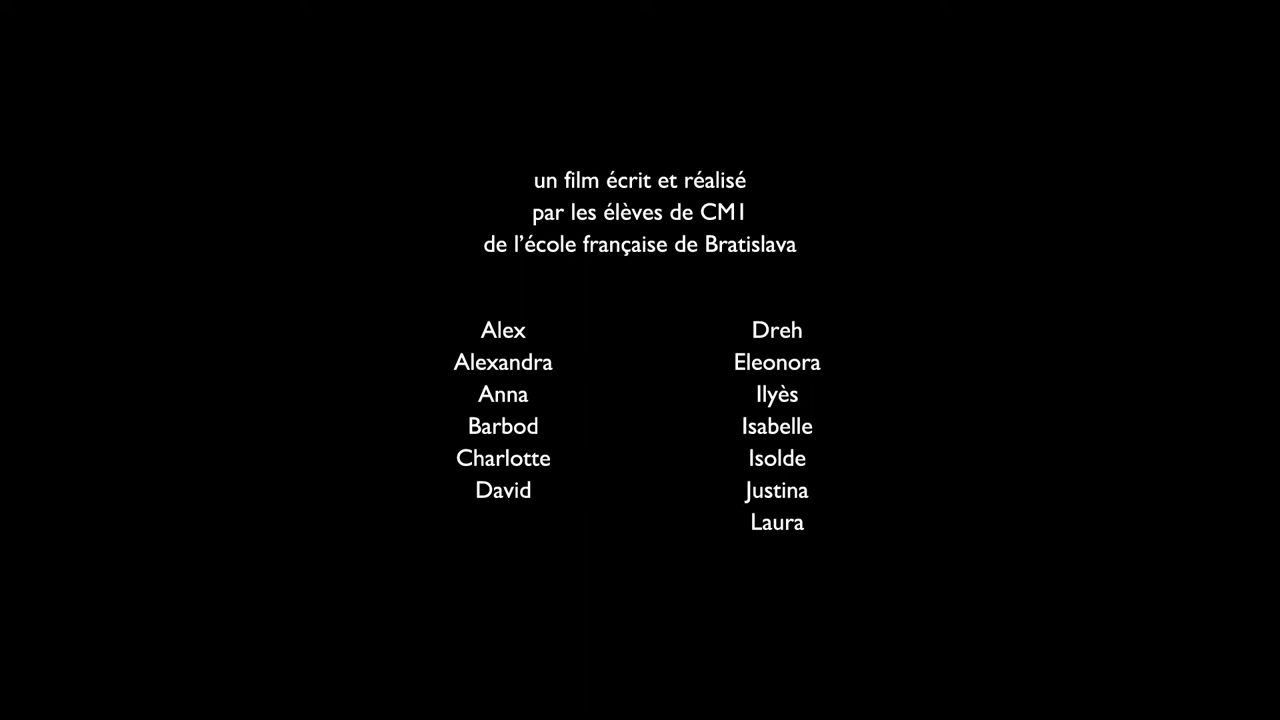 un film écrit et réalisé
par les élèves de CM1
de l’école française de Bratislava
Alex
Alexandra
Anna
Barbod
Charlotte
David
Dreh
Eleonora
Ilyès
Isabelle
Isolde
Justina
Laura